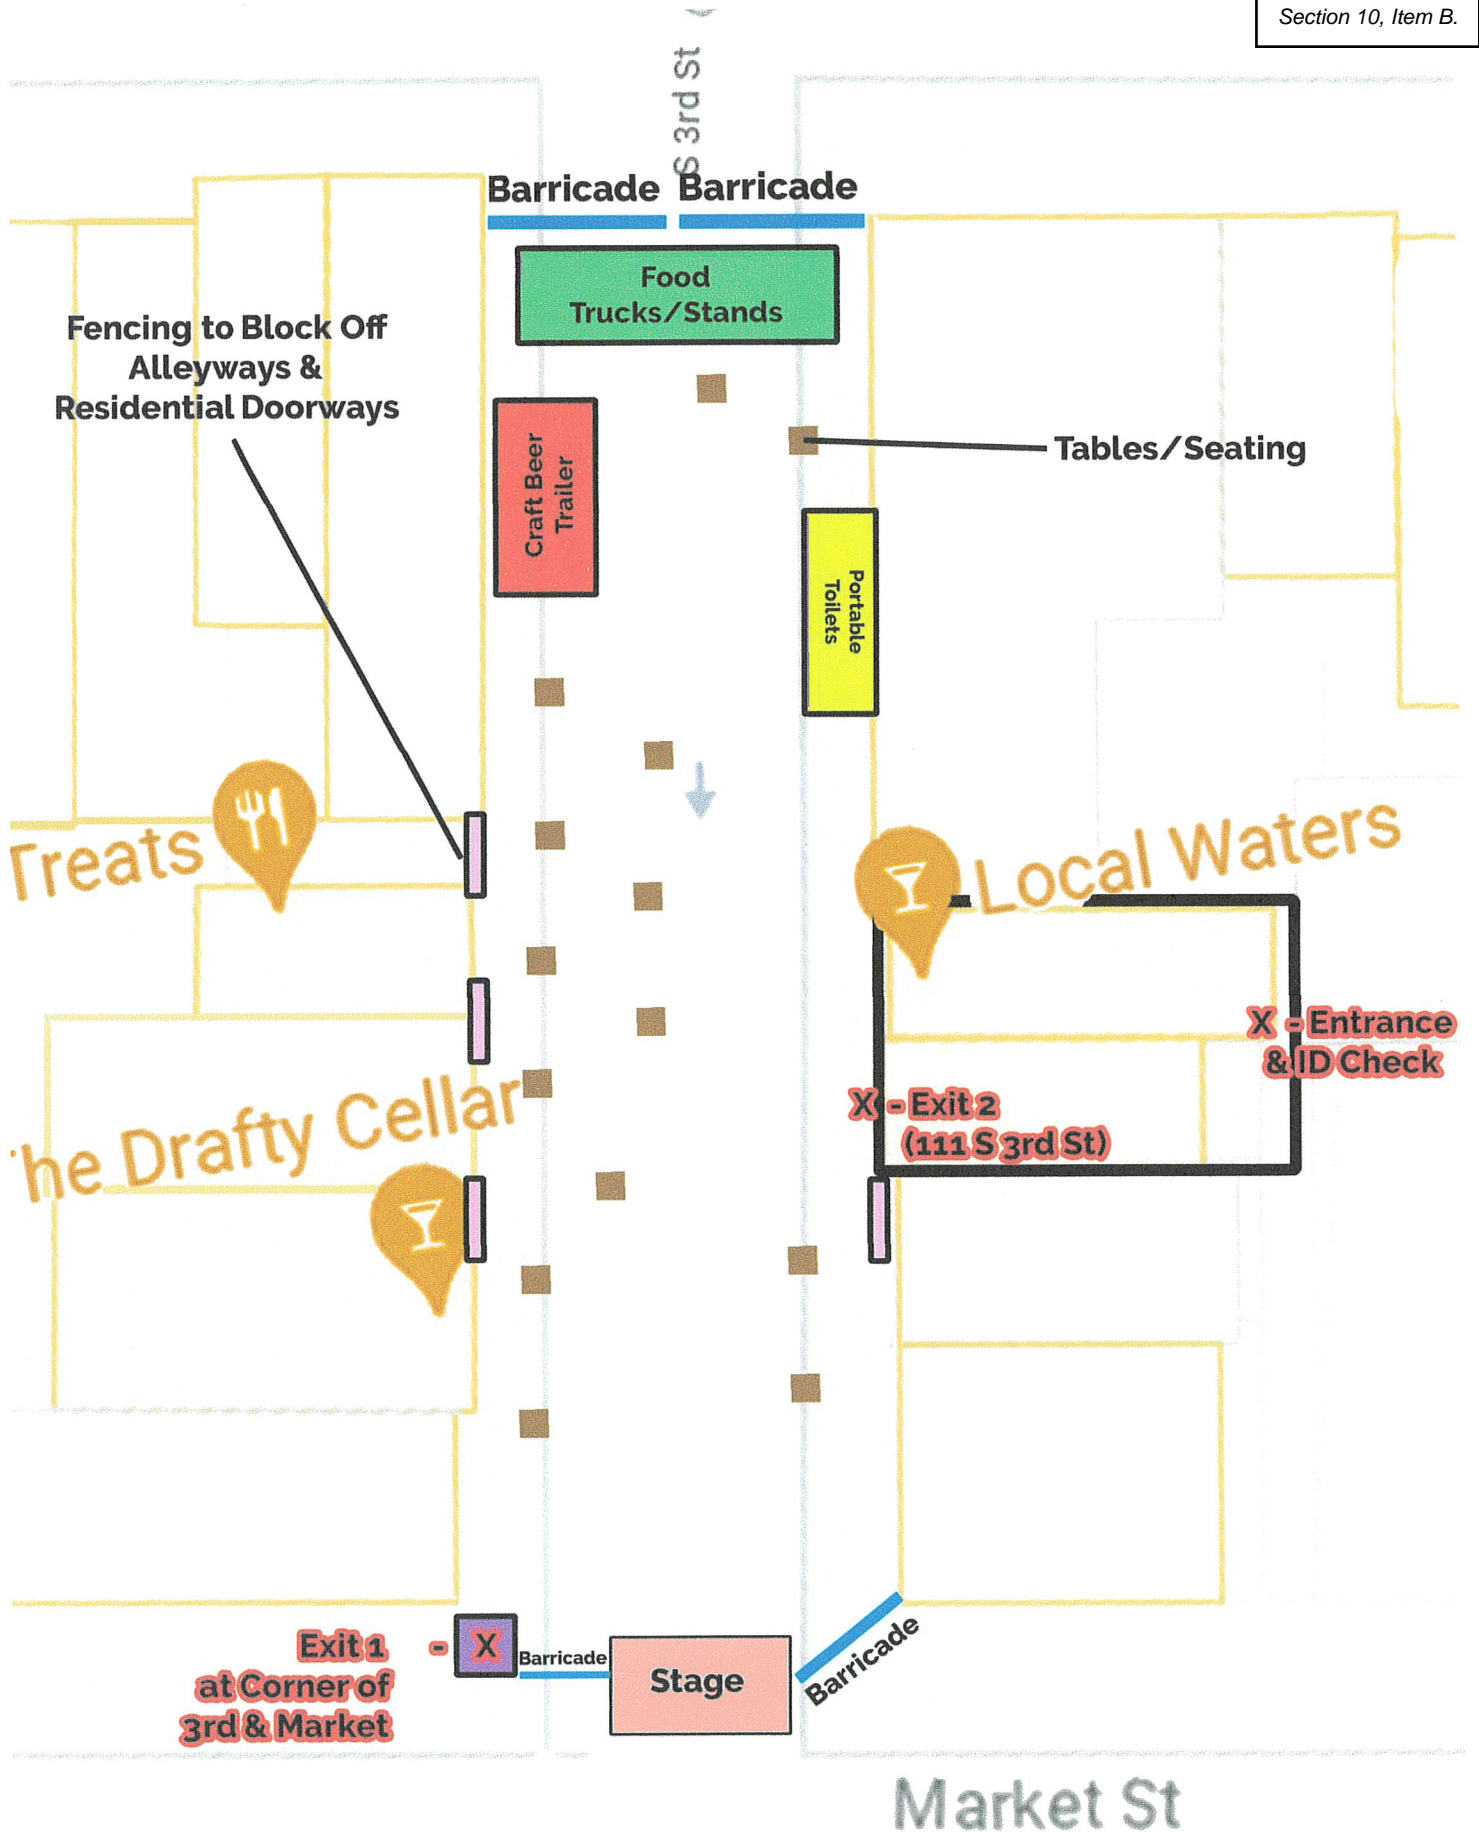 Section 10, Item B.
S 3rd St
Barricade Barricade
Food
Trucks/Stands
Fencing to Block Off
Alleyways &
Residential Doorways
Craft Beer
Trailer
Tables/Seating
Portable
Toilets
Treats
Local Waters
X - Entrance
& ID Check
X - Exit 2
(111 S 3rd St)
he Drafty Cellar
Exit 1 - X
at Corner of
3rd & Market
Barricade
Stage
Barricade
Market St